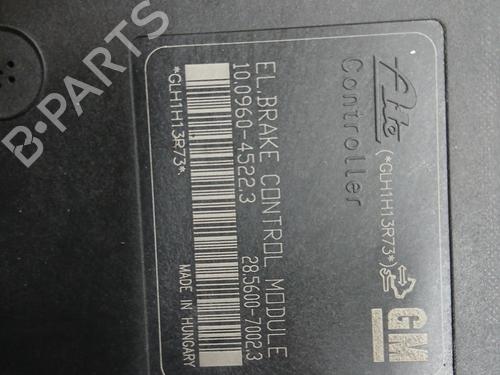 Ate
Controller
(*GLH1H13R73*)
GM
EL.BRAKE CONTROL MODULE
10.0960-4522.3
28.5600-7002.3
*GLH1H13R73*
MADE IN HUNGARY
B-PARTS